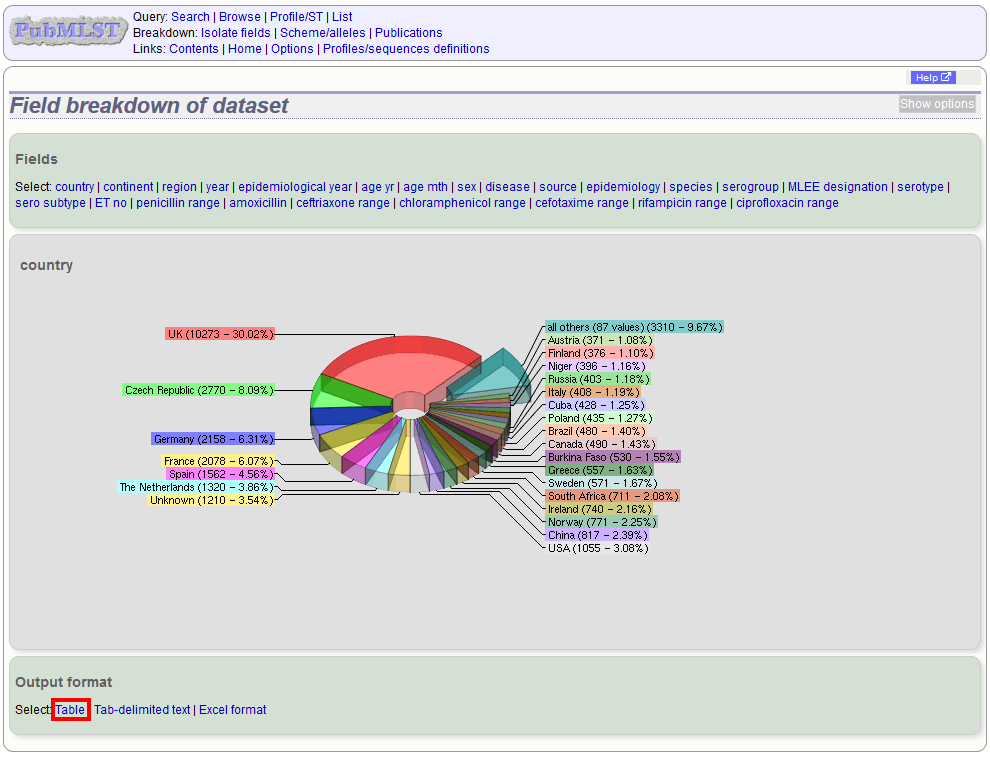 PubMLST
Query: Search | Browse | Profile/ST | List
Breakdown: Isolate fields | Scheme/alleles | Publications
Links: Contents | Home | Options | Profiles/sequences definitions
Help
Field breakdown of dataset
Show options
Fields
Select: country | continent | region | year | epidemiological year | age yr | age mth | sex | disease | source | epidemiology | species | serogroup | MLEE designation | serotype |
sero subtype | ET no | penicillin range | amoxicillin | ceftriaxone range | chloramphenicol range | cefotaxime range | rifampicin range | ciprofloxacin range
country
UK (10273 - 30.02%)
Czech Republic (2770 - 8.09%)
Germany (2158 - 6.31%)
France (2078 - 6.07%)
Spain (1562 - 4.56%)
The Netherlands (1320 - 3.86%)
Unknown (1210 - 3.54%)
all others (87 values) (3310 - 9.67%)
Austria (371 - 1.08%)
Finland (376 - 1.10%)
Niger (396 - 1.16%)
Russia (403 - 1.18%)
Italy (408 - 1.19%)
Cuba (428 - 1.25%)
Poland (435 - 1.27%)
Brazil (480 - 1.40%)
Canada (490 - 1.43%)
Burkina Faso (530 - 1.55%)
Greece (557 - 1.63%)
Sweden (571 - 1.67%)
South Africa (711 - 2.08%)
Ireland (740 - 2.16%)
Norway (771 - 2.25%)
China (817 - 2.39%)
USA (1055 - 3.08%)
Output format
Select: Table Tab-delimited text | Excel format